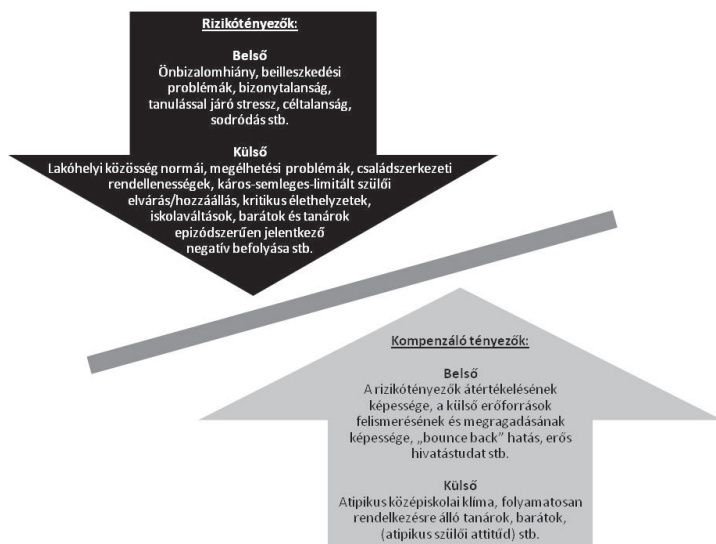 Rizikótényezők:
Belső
Önbizalomhiány, beilleszkedési
problémák, bizonytalanság,
tanulással járó stressz, céltalanság,
sodródás stb.
Külső
Lakóhelyi közösség normái, megélhetési problémák, családszerkezeti
rendellenességek, káros-semleges-limitált szülői
elvárás/hozzáállás, kritikus élethelyzetek,
iskolaváltások, barátok és tanárok
epizódszerűen jelentkező
negatív befolyása stb.
Kompenzáló tényezők:
Belső
A rizikótényezők átértékelésének
képessége, a külső erőforrások
felismerésének és megragadásának
képessége, „bounce back” hatás, erős
hivatástudat stb.
Külső
Atipikus középiskolai klíma, folyamatosan
rendelkezésre álló tanárok, barátok,
(atipikus szülői attitűd) stb.